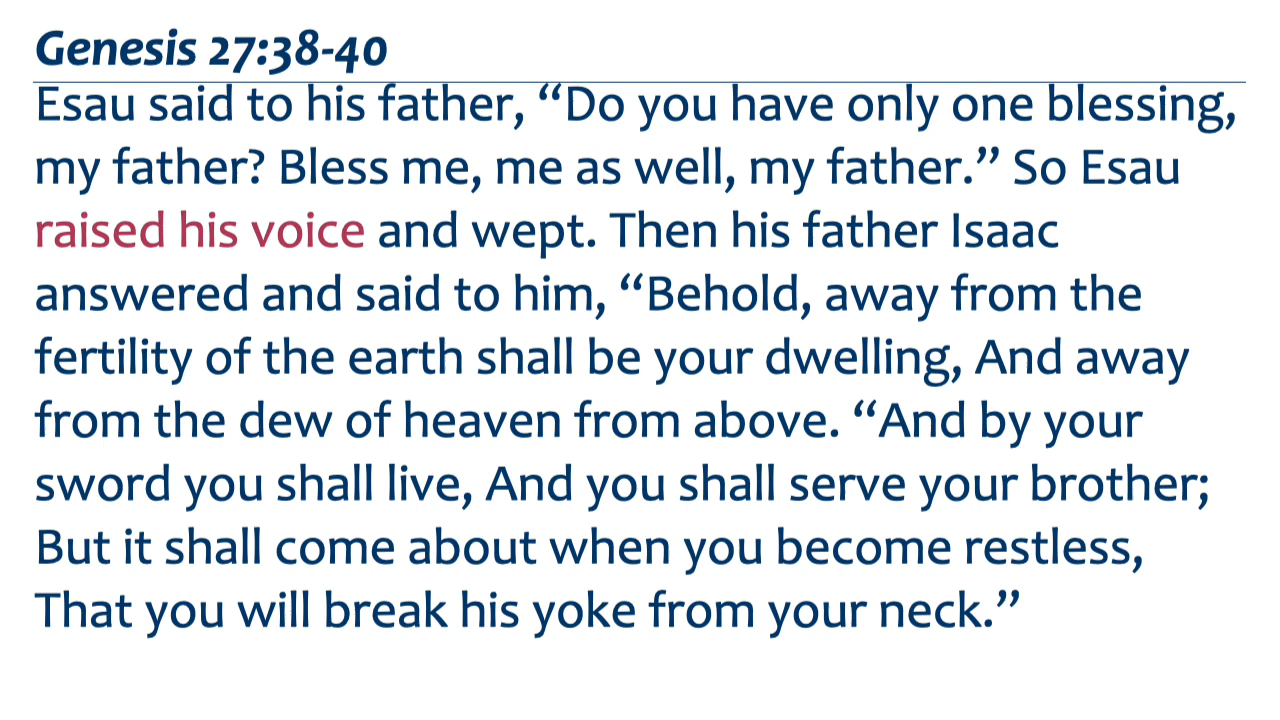 Genesis 27:38-40
Esau said to his father, “Do you have only one blessing,
my father? Bless me, me as well, my father.” So Esau
raised his voice and wept. Then his father Isaac
answered and said to him, “Behold, away from the
fertility of the earth shall be your dwelling, And away
from the dew of heaven from above. “And by your
sword you shall live, And you shall serve your brother;
But it shall come about when you become restless,
That you will break his yoke from your neck.”